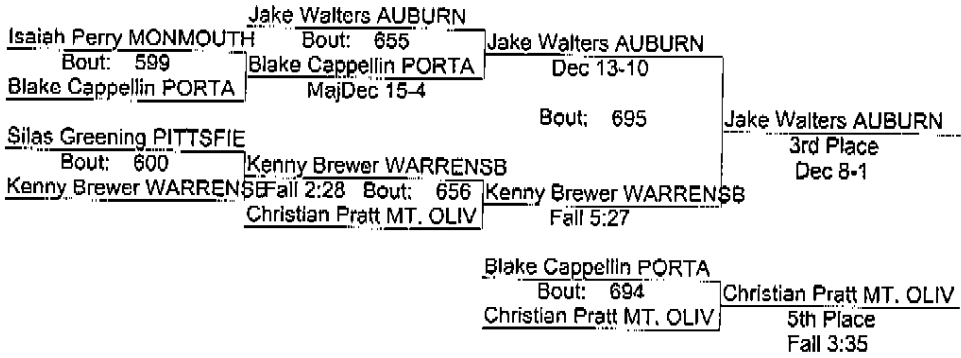 Jake Walters AUBURN
Isaiah Perry MONMOUTH
Bout: 655
Jake Walters AUBURN
Bout: 599
Blake Cappellin PORTA
Dec 13-10
Blake Cappellin PORTA
MajDec 15-4
Bout: 695
Jake Walters AUBURN
Silas Greening PITTSFIE
3rd Place
Bout: 600
Kenny Brewer WARRENSB
Dec 8-1
Kenny Brewer WARRENSB
Fall 2:28 Bout: 656
Kenny Brewer WARRENSB
Christian Pratt MT. OLIV
Fall 5:27
Blake Cappellin PORTA
Bout: 694
Christian Pratt MT. OLIV
Christian Pratt MT. OLIV
5th Place
Fall 3:35